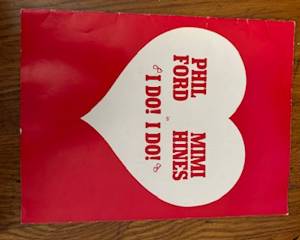 PHIL MIMI
FORD HINES
in
"I DO! I DO!"